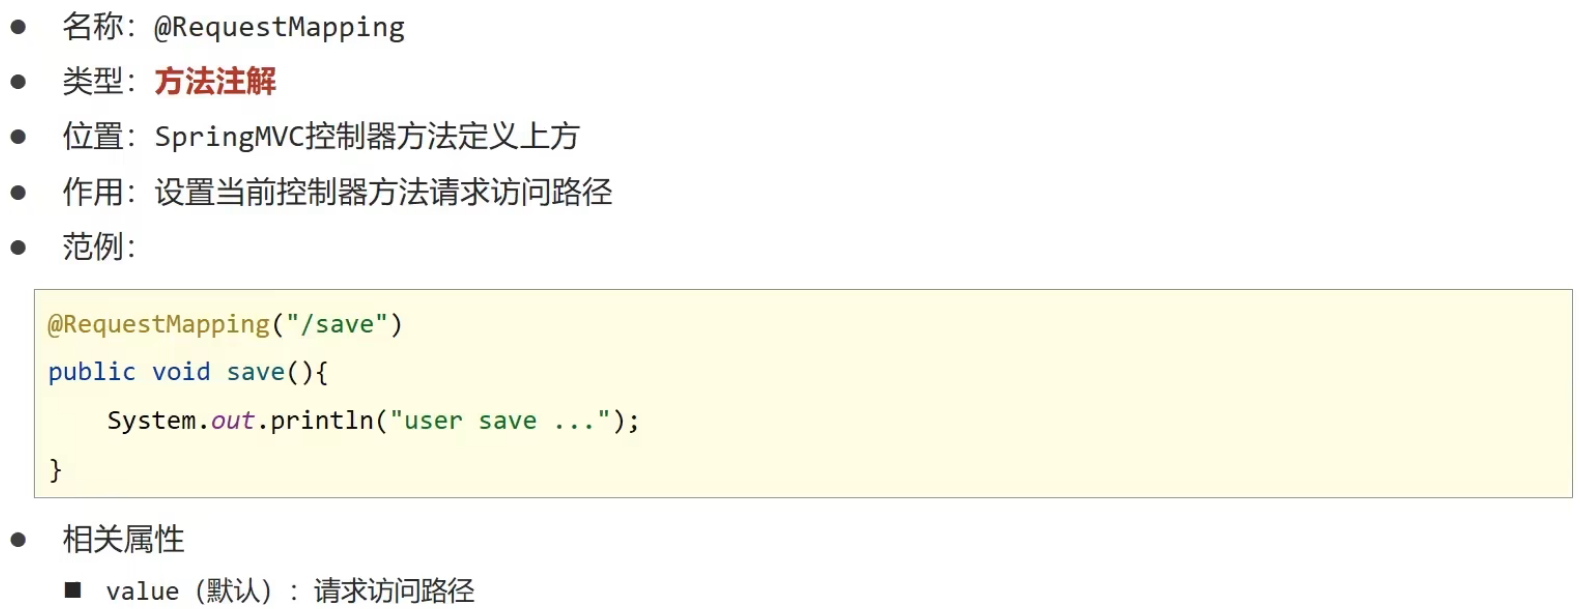 ● 名称：@RequestMapping
● 类型：方法注解
● 位置：SpringMVC控制器方法定义上方
● 作用：设置当前控制器方法请求访问路径
● 范例：
@RequestMapping("/save")
public void save(){
    System.out.println("user save ...");
}
● 相关属性
■ value（默认）：请求访问路径